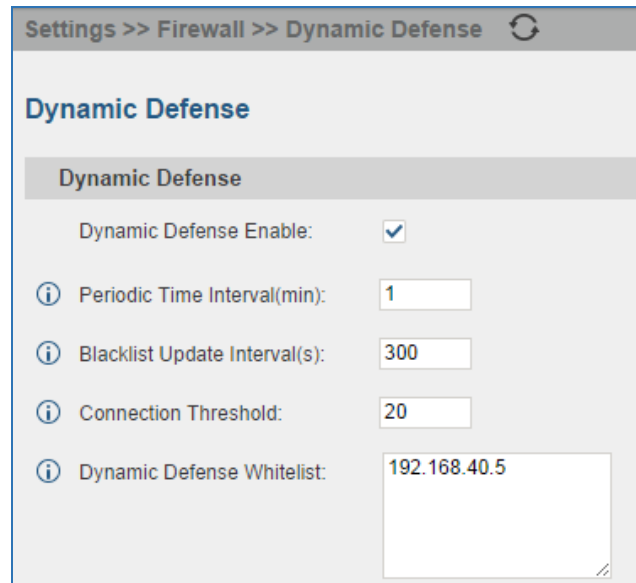 Settings >> Firewall >> Dynamic Defense
Dynamic Defense
Dynamic Defense
Dynamic Defense Enable:
Periodic Time Interval(min): 1
Blacklist Update Interval(s): 300
Connection Threshold: 20
Dynamic Defense Whitelist: 192.168.40.5